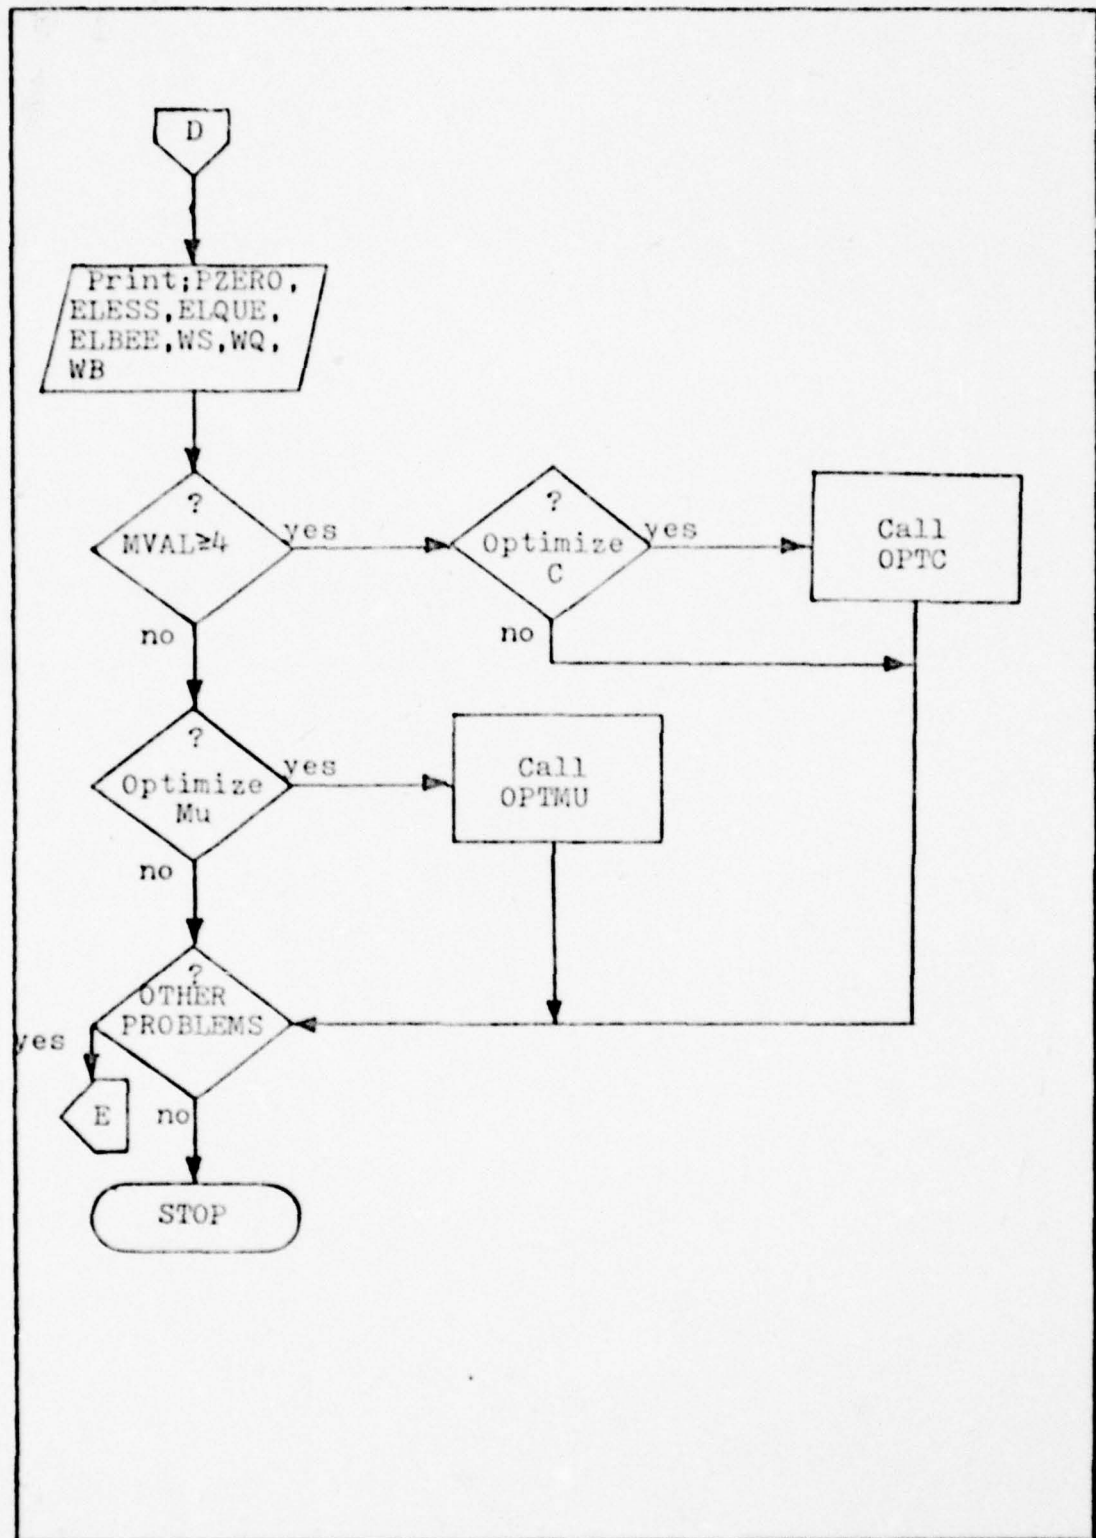 D
Print;PZERO,
ELESS,ELQUE,
ELBEE,WS,WQ,
WB
?
MVAL≥4
yes
?
Optimize
C
yes
Call
OPTC
no
no
?
Optimize
Mu
yes
Call
OPTMU
no
?
OTHER
PROBLEMS
yes
E
no
STOP